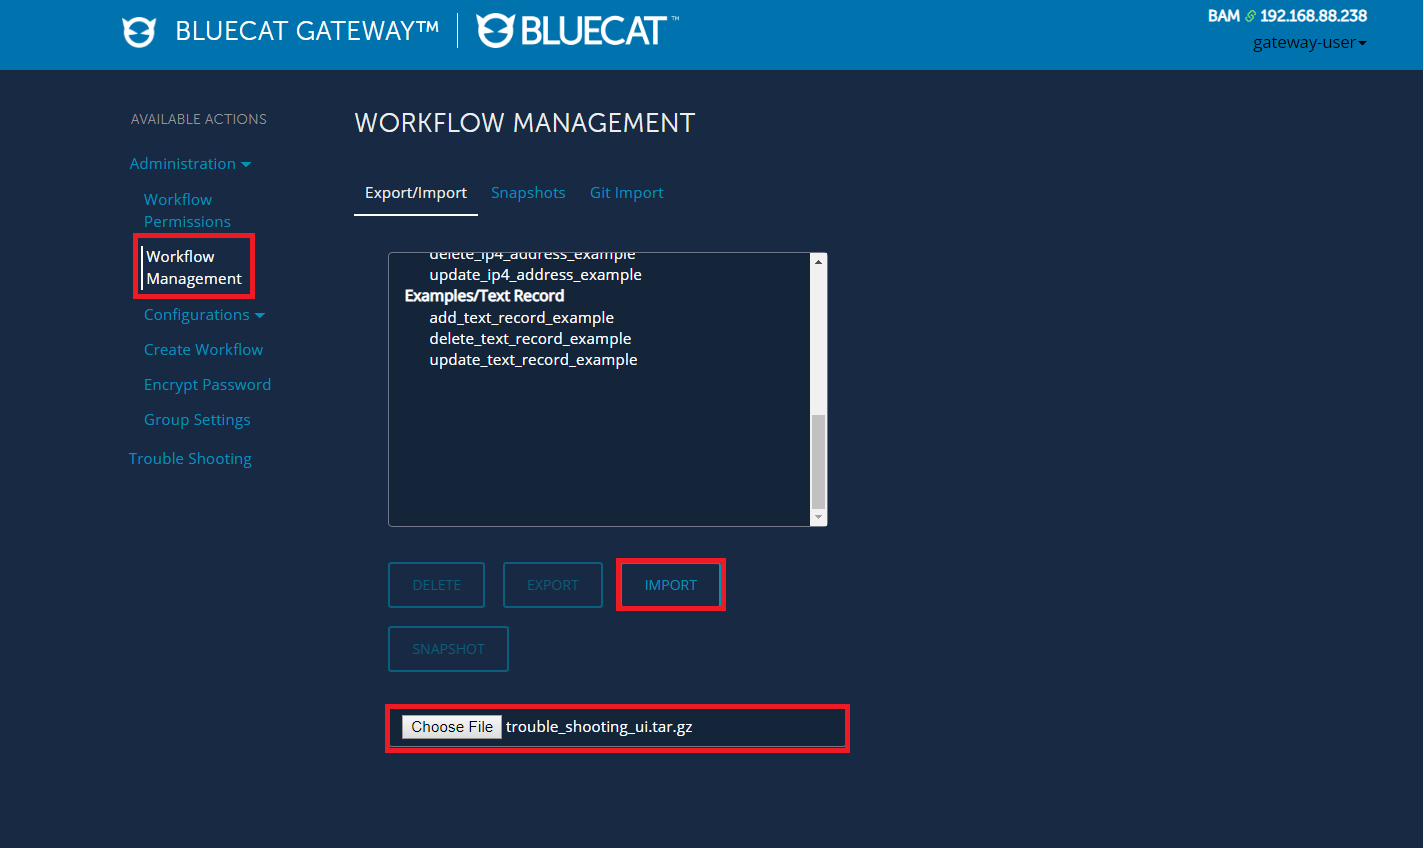 BLUECAT GATEWAY™
BLUECAT™
BAM 192.168.88.238
gateway-user
AVAILABLE ACTIONS
Administration
Workflow
Permissions
Workflow
Management
Configurations
Create Workflow
Encrypt Password
Group Settings
Trouble Shooting
WORKFLOW MANAGEMENT
Export/Import Snapshots Git Import
delete_ip4_address_example
update_ip4_address_example
Examples/Text Record
add_text_record_example
delete_text_record_example
update_text_record_example
DELETE EXPORT IMPORT
SNAPSHOT
Choose File trouble_shooting_ui.tar.gz